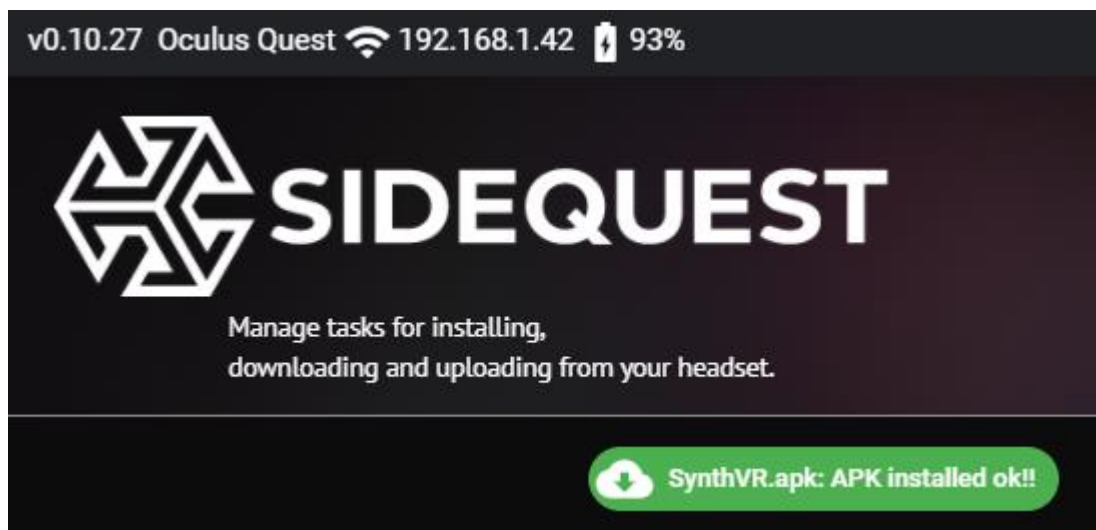 v0.10.27 Oculus Quest 192.168.1.42 93%
SIDEQUEST
Manage tasks for installing,
downloading and uploading from your headset.
SynthVR.apk: APK installed ok!!